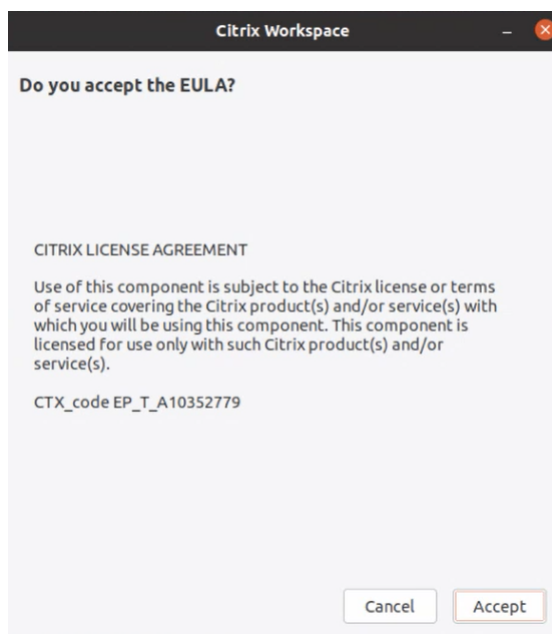 Citrix Workspace
Do you accept the EULA?
CITRIX LICENSE AGREEMENT
Use of this component is subject to the Citrix license or terms
of service covering the Citrix product(s) and/or service(s) with
which you will be using this component. This component is
licensed for use only with such Citrix product(s) and/or
service(s).
CTX_code EP_T_A10352779
Cancel
Accept